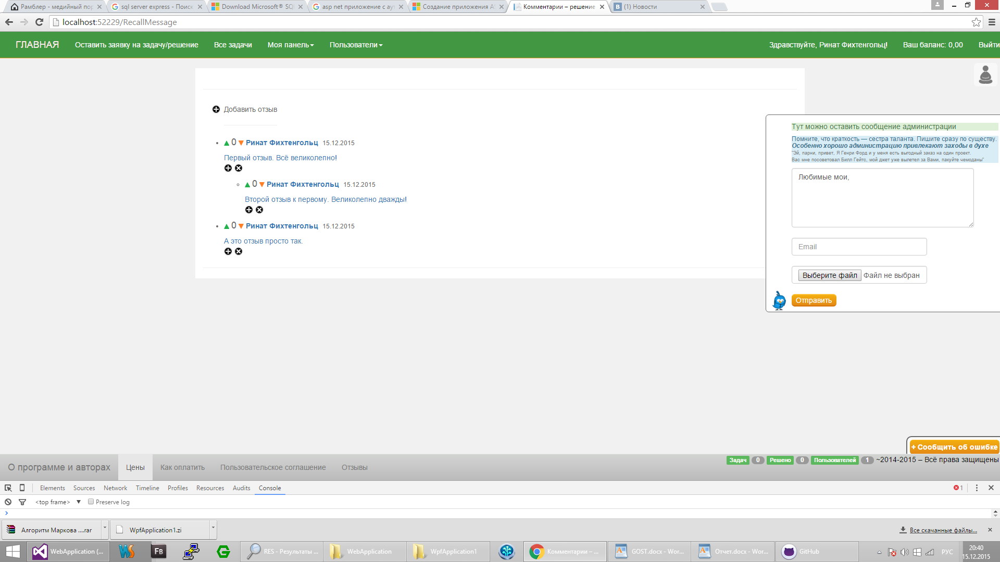 Рамблер - медийный пор
sql server express - Поиск
Download Microsoft® SQ
asp net приложение с ау
Создание приложения A
Комментарии – решение
(1) Новости
localhost:52229/RecallMessage
ГЛАВНАЯ
Оставить заявку на задачу/решение
Все задачи
Моя панель
Пользователи
Здравствуйте, Ринат Фихтенгольц!
Ваш баланс: 0,00
Выйти
Добавить отзыв
0 Ринат Фихтенгольц 15.12.2015
Первый отзыв. Всё великолепно!
0 Ринат Фихтенгольц 15.12.2015
Второй отзыв к первому. Великолепно дважды!
0 Ринат Фихтенгольц 15.12.2015
А это отзыв просто так.
Тут можно оставить сообщение администрации
Помните, что краткость — сестра таланта. Пишите сразу по существу.
Особенно хорошо администрацию привлекают заходы в духе
"Эй, парни, привет, Я Генри Форд и у меня есть выгодный заказ на один проект.
Вас мне посоветовал Билл Гейтс, мой джет уже вылетел за Вами, пакуйте чемоданы"
Любимые мои,
Email
Выберите файл Файл не выбран
Отправить
+ Сообщить об ошибке
О программе и авторах
Цены
Как оплатить
Пользовательское соглашение
Отзывы
Задач 0 Решено 0 Пользователей 1 ~2014-2015 – Всё права защищены
Elements Sources Network Timeline Profiles Resources Audits Console
1
<top frame> Preserve log
Алгоритм Маркова ....rar
WpfApplication1.zi
Все скачанные файлы...
WebApplication (...
WS
FB
RES - Результаты ...
WebApplication
WpfApplication1
Комментарии – ...
GOST.docx - Wor...
Отчет.docx - Wor...
GitHub
РУС
20:40
15.12.2015